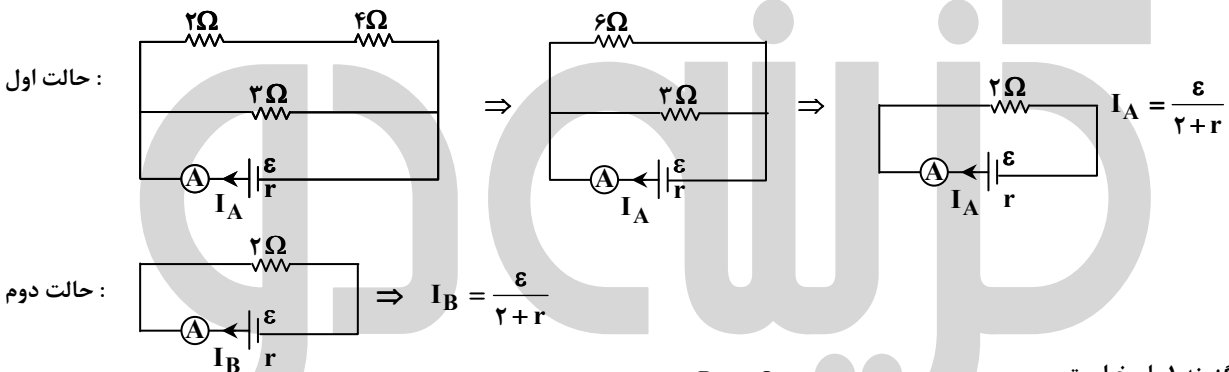 حالت اول :
۲Ω ۴Ω
۳Ω
A
I_A
ε
r
⇒
۶Ω
۳Ω
A
I_A
ε
r
⇒
۲Ω
A
I_A
ε
r
I_A = ε / (۲ + r)
حالت دوم :
۲Ω
A
I_B
ε
r
⇒ I_B = ε / (۲ + r)